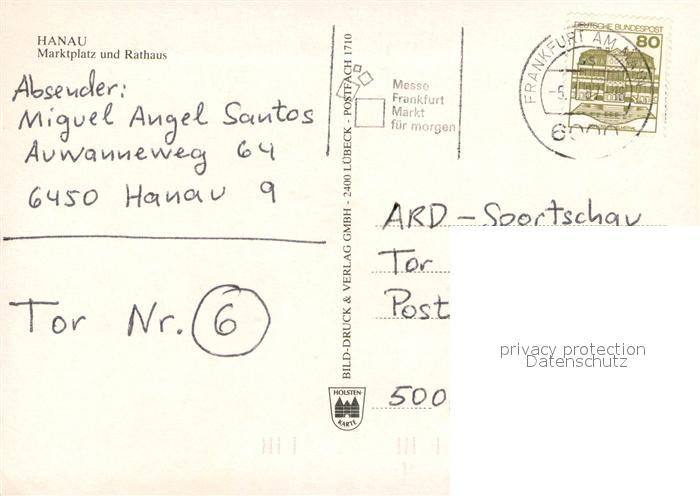 HANAU
Marktplatz und Rathaus
Absender:
Miguel Angel Santos
Auwanneweg 64
6450 Hanau 9
Tor Nr. 6
BILD-DRUCK & VERLAG GMBH - 2400 LÜBECK - POSTFACH 1710
HOLSTEN-
KARTE
Messe
Frankfurt
Markt
für morgen
FRANKFURT AM
6000
DEUTSCHE BUNDESPOST
80
ARD-Sportschau
Tor
Post
500
privacy protection
Datenschutz